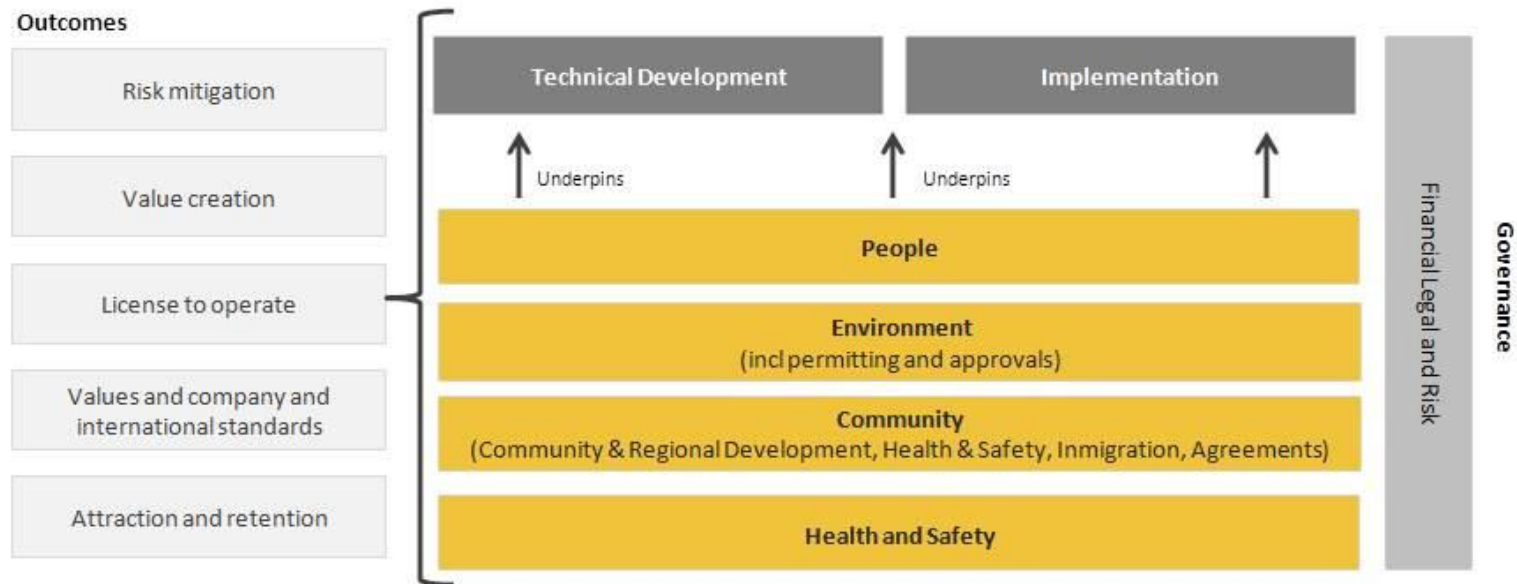 Outcomes
Risk mitigation
Value creation
License to operate
Values and company and
international standards
Attraction and retention
Technical Development
Implementation
Underpins
Underpins
People
Environment
(incl permitting and approvals)
Community
(Community & Regional Development, Health & Safety, Inmigration, Agreements)
Health and Safety
Financial Legal and Risk
Governance